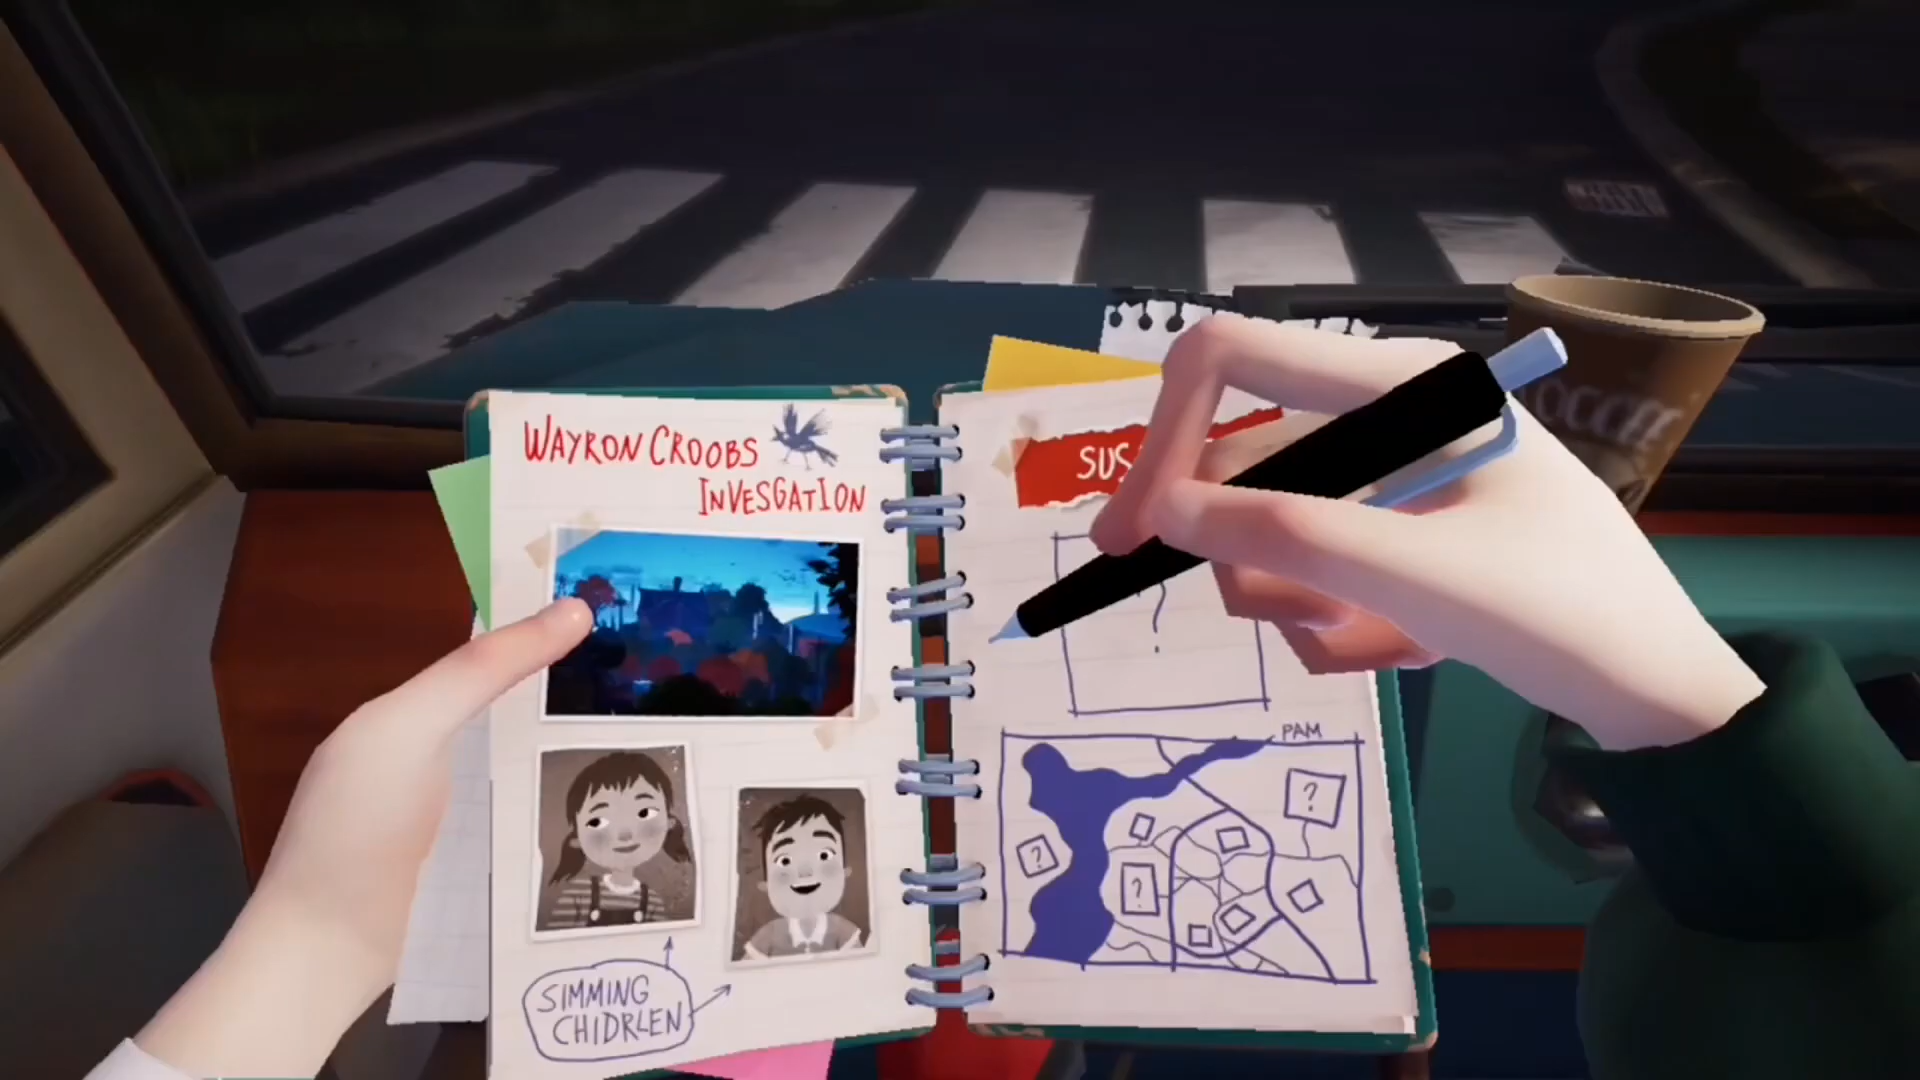 WAYRON CROOBS
INVESGATION
SUS
?
PAM
?
?
?
SIMMING
CHIDRLEN